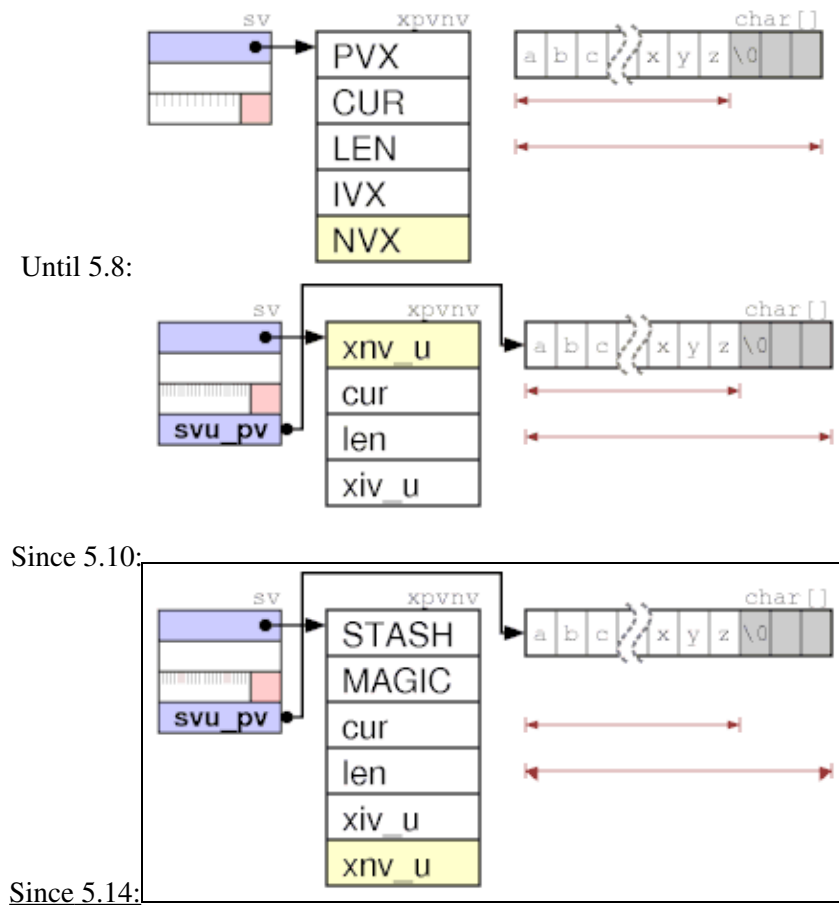 sv xpvnv char[]
PVX a b c x y z \0
CUR
LEN
IVX
NVX
Until 5.8:
sv xpvnv char[]
xnv_u a b c x y z \0
cur
svu_pv len
xiv_u
Since 5.10:
sv xpvnv char[]
STASH a b c x y z \0
MAGIC
svu_pv cur
len
xiv_u
xnv_u
Since 5.14: